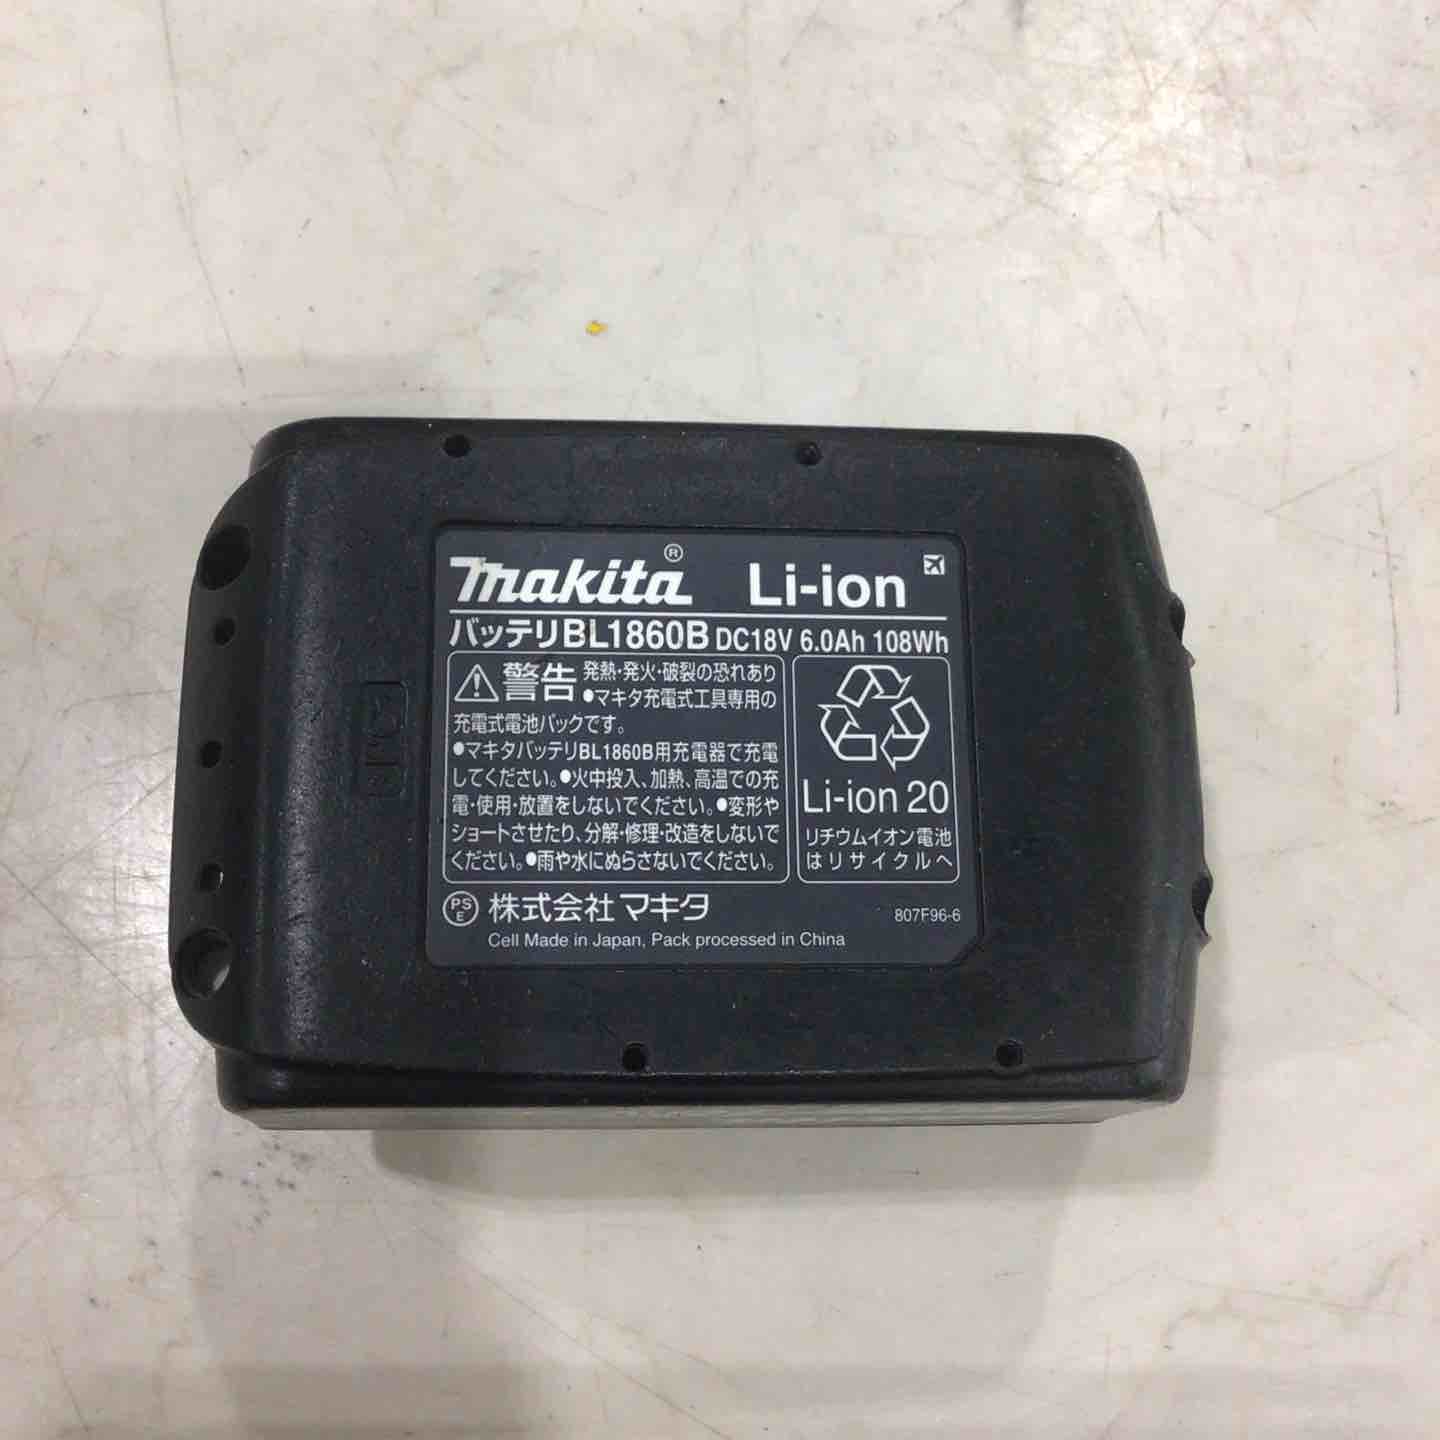 makita® Li-ion
バッテリBL1860B DC18V 6.0Ah 108Wh
警告 発熱・発火・破裂の恐れあり
●マキタ充電式工具専用の
充電式電池パックです。
●マキタバッテリBL1860B用充電器で充電
してください。●火中投入、加熱、高温での充
電・使用・放置をしないでください。●変形や
ショートさせたり、分解・修理・改造をしないで
ください。●雨や水にぬらさないでください。
Li-ion 20
リチウムイオン電池
はリサイクルへ
PS
E
株式会社マキタ
807F96-6
Cell Made in Japan, Pack processed in China